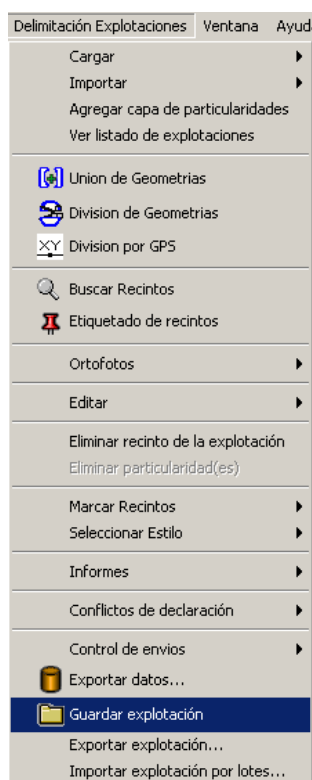 Delimitación Explotaciones Ventana Ayud
Cargar
Importar
Agregar capa de particularidades
Ver listado de explotaciones
Union de Geometrias
Division de Geometrias
XY Division por GPS
Buscar Recintos
Etiquetado de recintos
Ortofotos
Editar
Eliminar recinto de la explotación
Eliminar particularidad(es)
Marcar Recintos
Seleccionar Estilo
Informes
Conflictos de declaración
Control de envios
Exportar datos...
Guardar explotación
Exportar explotación...
Importar explotación por lotes...